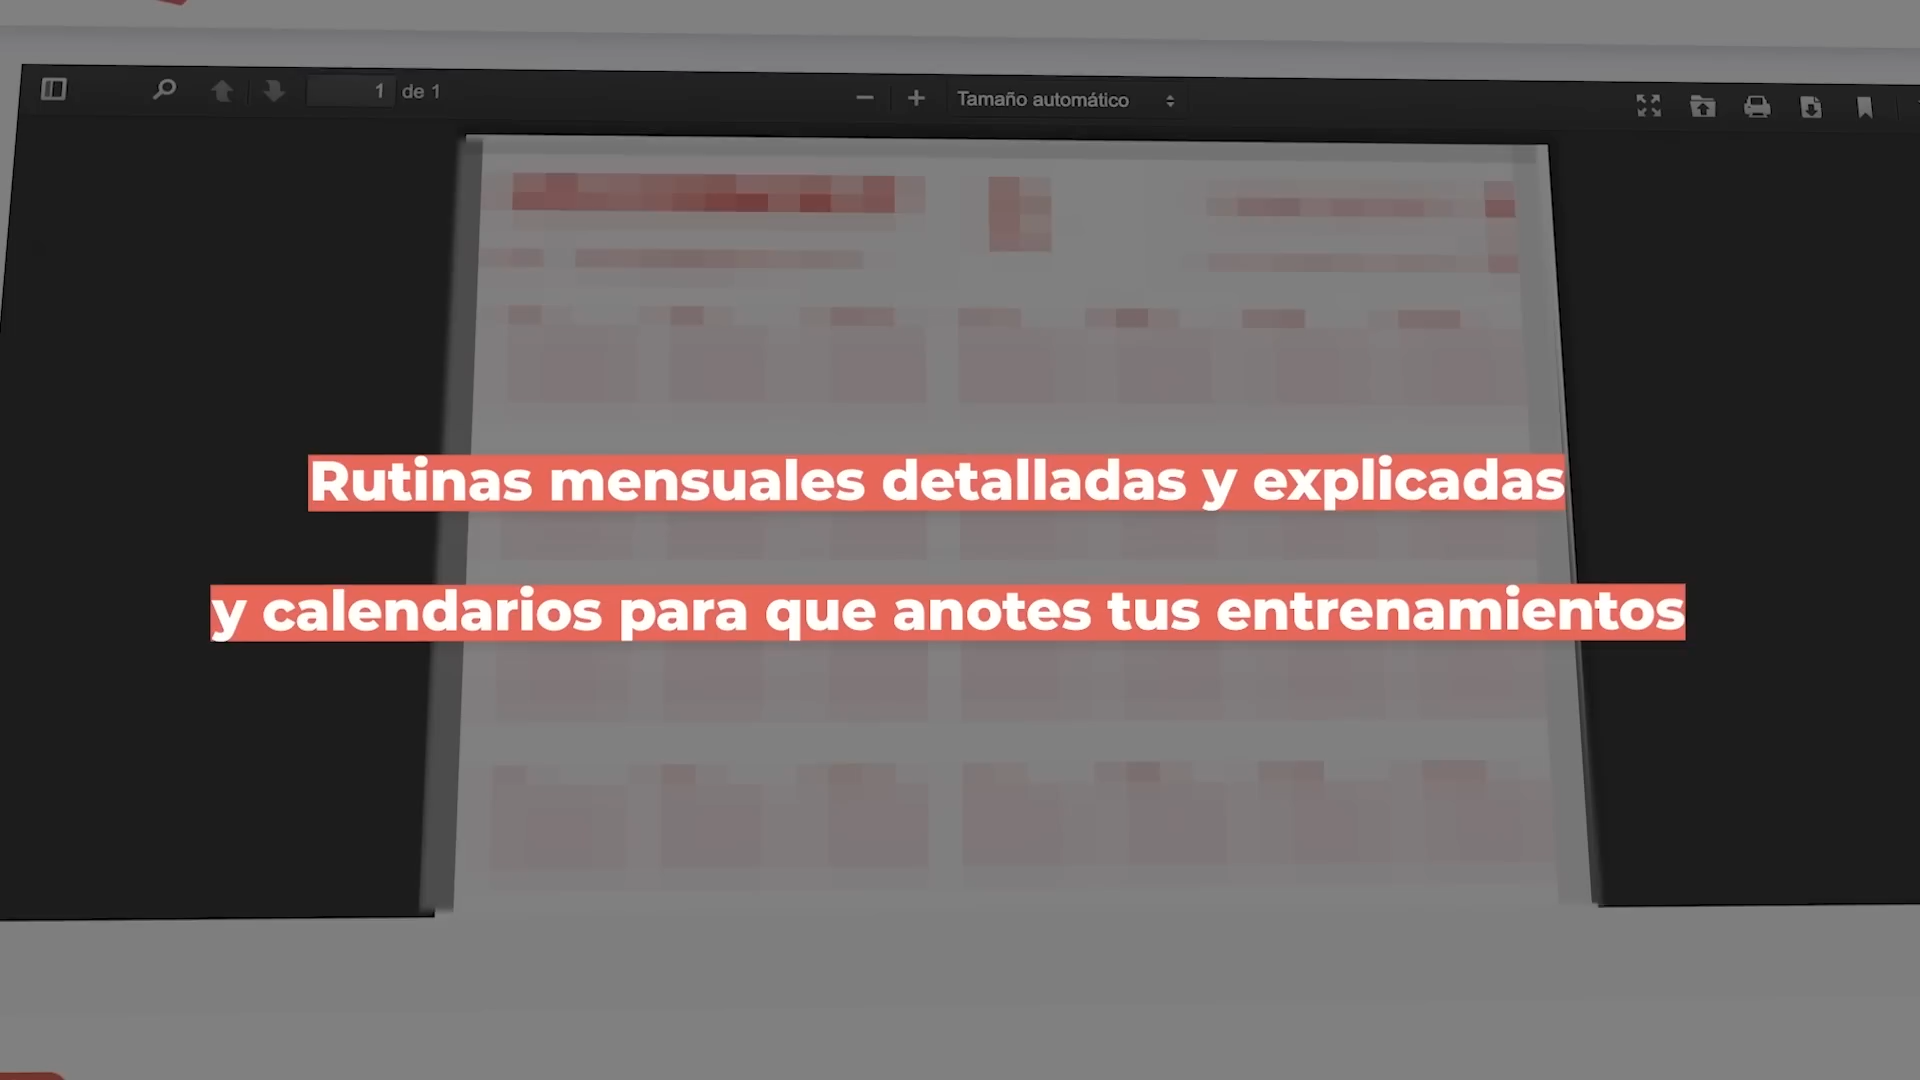 1 de 1
Tamaño automático
Rutinas mensuales detalladas y explicadas
y calendarios para que anotes tus entrenamientos